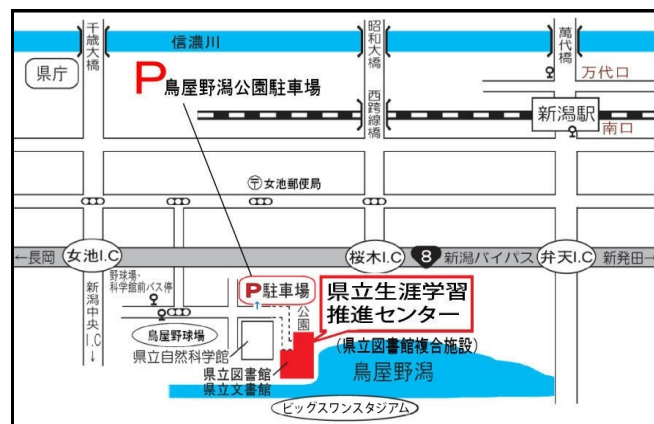 千歳大橋
信濃川
昭和大橋
萬代橋
県庁
P鳥屋野潟公園駐車場
西跨線橋
万代口
新潟駅
南口
〒女池郵便局
←長岡
女池I.C
桜木I.C
8
新潟バイパス
弁天I.C
新発田→
新潟中央I.C↓
野球場・
科学館前バス停
P駐車場
↑
公園
県立生涯学習
推進センター
(県立図書館複合施設)
鳥屋野球場
県立自然科学館
県立図書館
県立文書館
鳥屋野潟
ビッグスワンスタジアム